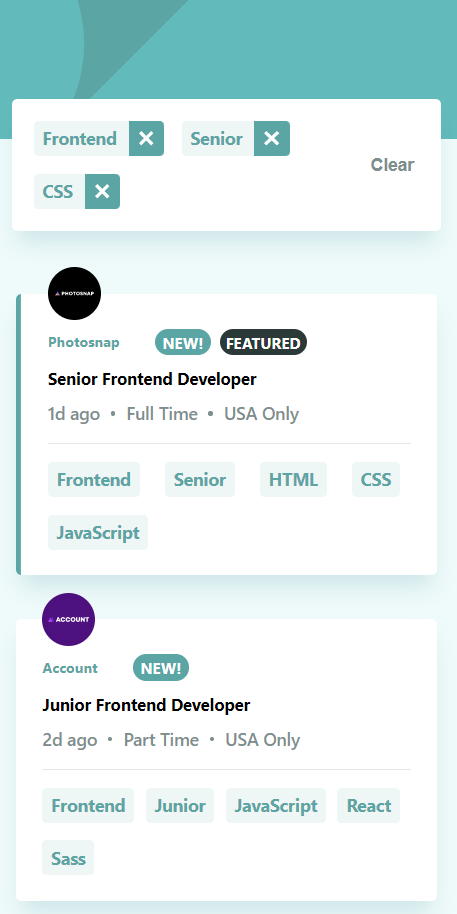 Frontend ✕ Senior ✕ Clear
CSS ✕
PHOTOSNAP
Photosnap NEW! FEATURED
Senior Frontend Developer
1d ago • Full Time • USA Only
Frontend Senior HTML CSS
JavaScript
ACCOUNT
Account NEW!
Junior Frontend Developer
2d ago • Part Time • USA Only
Frontend Junior JavaScript React
Sass